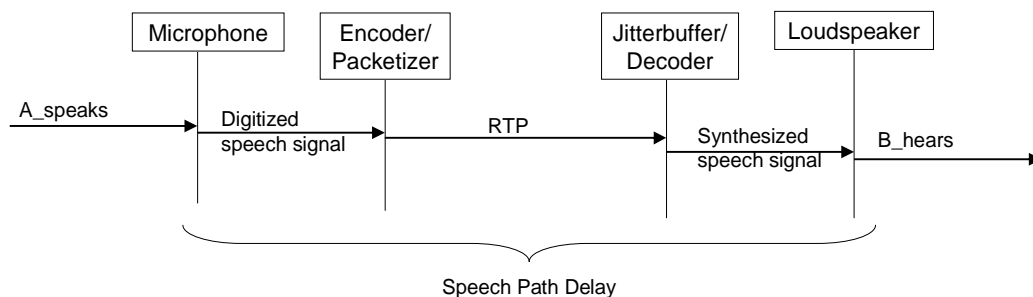 Microphone
Encoder/
Packetizer
Jitterbuffer/
Decoder
Loudspeaker
A_speaks
Digitized
speech signal
RTP
Synthesized
speech signal
B_hears
Speech Path Delay